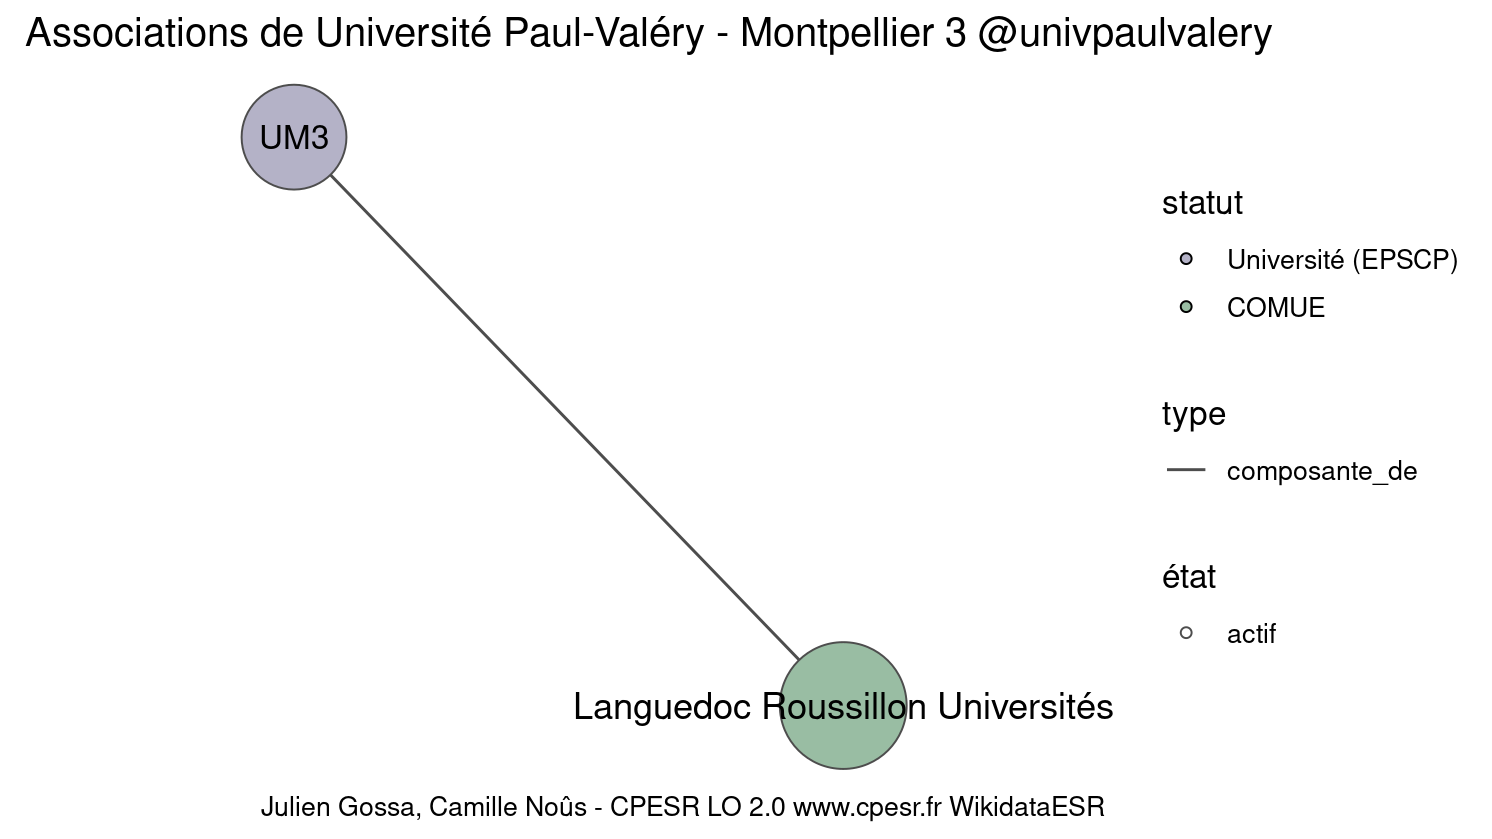 Associations de Université Paul-Valéry - Montpellier 3 @univpaulvalery
UM3
statut
Université (EPSCP)
COMUE
type
composante_de
état
actif
Languedoc Roussillon Universités
Julien Gossa, Camille Noûs - CPESR LO 2.0 www.cpesr.fr WikidataESR